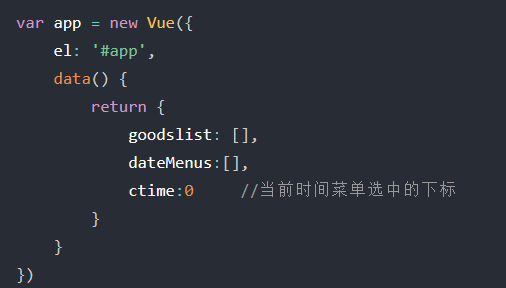 var app = new Vue({
    el: '#app',
    data() {
        return {
            goodslist: [],
            dateMenus:[],
            ctime:0     //当前时间菜单选中的下标
        }
    }
})